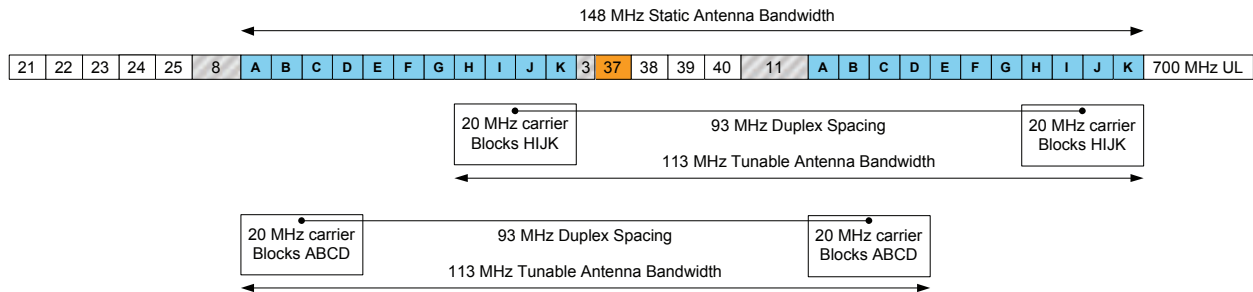 148 MHz Static Antenna Bandwidth
21 22 23 24 25 8 A B C D E F G H I J K 3 37 38 39 40 11 A B C D E F G H I J K 700 MHz UL
20 MHz carrier
Blocks HIJK
93 MHz Duplex Spacing
20 MHz carrier
Blocks HIJK
113 MHz Tunable Antenna Bandwidth
20 MHz carrier
Blocks ABCD
93 MHz Duplex Spacing
20 MHz carrier
Blocks ABCD
113 MHz Tunable Antenna Bandwidth